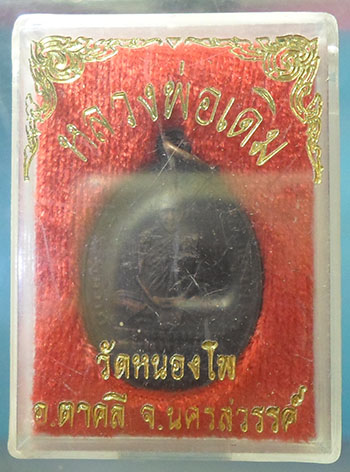 หลวงพ่อเดิม
วัดหนองโพ
อ.ตาคลี จ.นครสวรรค์